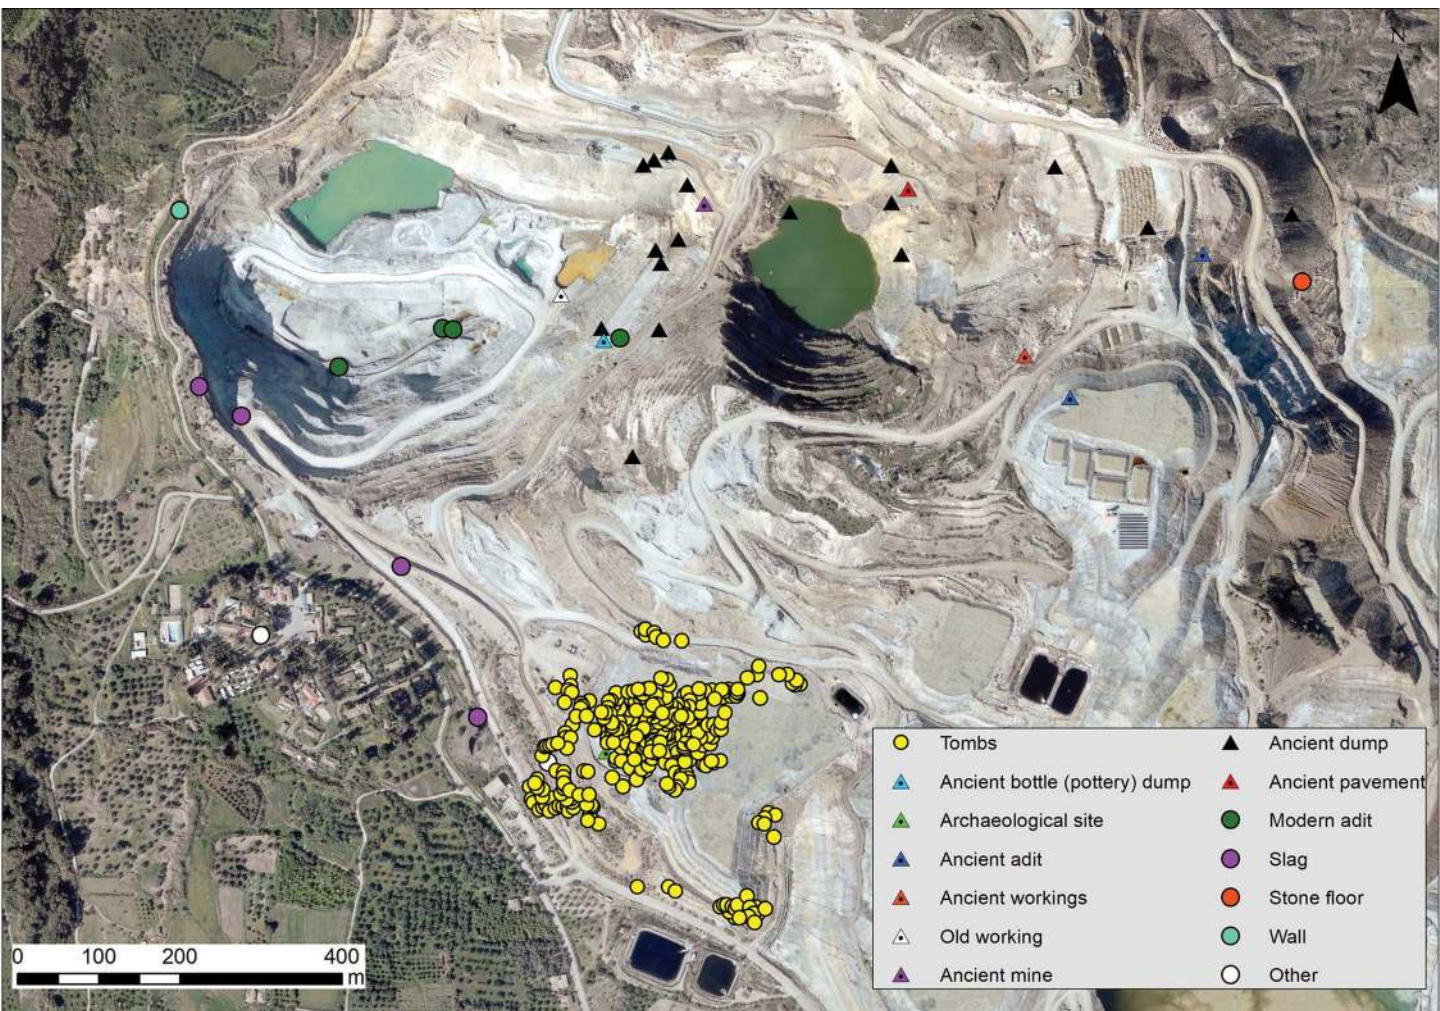 N
Tombs
Ancient dump
Ancient bottle (pottery) dump
Ancient pavement
Archaeological site
Modern adit
Ancient adit
Slag
Ancient workings
Stone floor
Old working
Wall
Ancient mine
Other
0 100 200 400
m